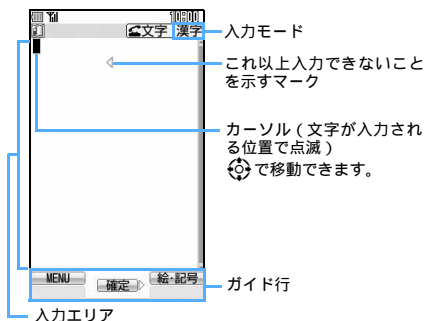 10:00
文字 漢字
入力モード
これ以上入力できないこと
を示すマーク
カーソル（文字が入力され
る位置で点滅）
で移動できます。
MENU
確定
絵・記号
ガイド行
入力エリア